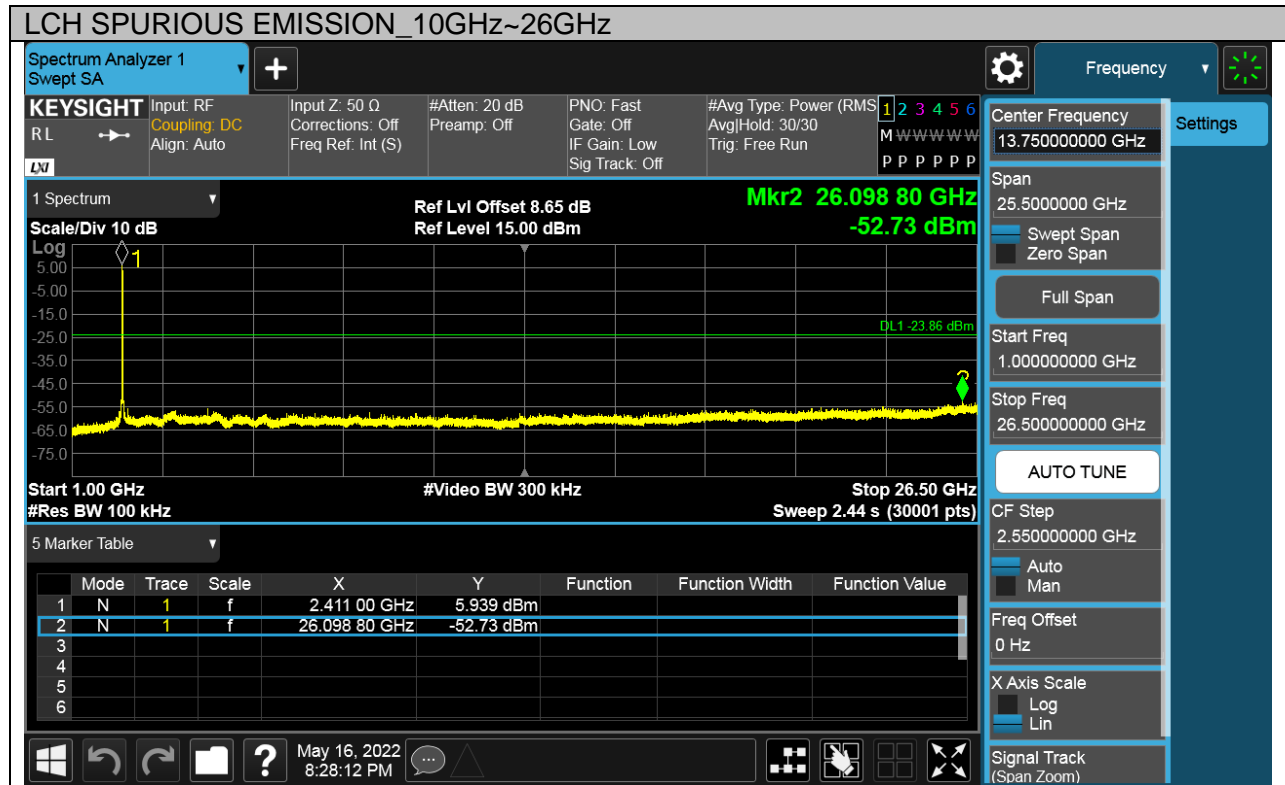 LCH SPURIOUS EMISSION_10GHz~26GHz
Spectrum Analyzer 1
Swept SA
Frequency
KEYSIGHT
RL
LXI
Input: RF
Coupling: DC
Align: Auto
Input Z: 50 Ω
Corrections: Off
Freq Ref: Int (S)
#Atten: 20 dB
Preamp: Off
PNO: Fast
Gate: Off
IF Gain: Low
Sig Track: Off
#Avg Type: Power (RMS
Avg|Hold: 30/30
Trig: Free Run
1 2 3 4 5 6
M W W W W W
P P P P P P
1 Spectrum
Scale/Div 10 dB
Ref Lvl Offset 8.65 dB
Ref Level 15.00 dBm
Mkr2 26.098 80 GHz
-52.73 dBm
Log
1
5.00
-5.00
-15.0
DL1 -23.86 dBm
-25.0
-35.0
-45.0
-55.0
-65.0
-75.0
Start 1.00 GHz
#Res BW 100 kHz
#Video BW 300 kHz
Stop 26.50 GHz
Sweep 2.44 s (30001 pts)
5 Marker Table
Mode Trace Scale X Y Function Function Width Function Value
1 N 1 f 2.411 00 GHz 5.939 dBm
2 N 1 f 26.098 80 GHz -52.73 dBm
3
4
5
6
May 16, 2022
8:28:12 PM
Center Frequency
13.750000000 GHz
Settings
Span
25.5000000 GHz
Swept Span
Zero Span
Full Span
Start Freq
1.000000000 GHz
Stop Freq
26.500000000 GHz
AUTO TUNE
CF Step
2.550000000 GHz
Auto
Man
Freq Offset
0 Hz
X Axis Scale
Log
Lin
Signal Track
(Span Zoom)